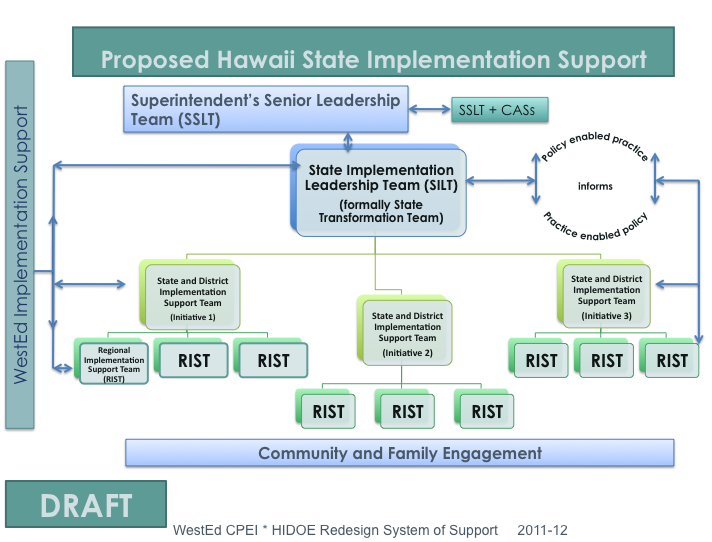 Proposed Hawaii State Implementation Support
WestEd Implementation Support
Superintendent's Senior Leadership
Team (SSLT)
SSLT + CASs
State Implementation
Leadership Team (SILT)
(formally State
Transformation Team)
Policy enabled practice
informs
Practice enabled policy
State and District
Implementation
Support Team
(Initiative 1)
State and District
Implementation
Support Team
(Initiative 2)
State and District
Implementation
Support Team
(Initiative 3)
Regional
Implementation
Support Team
(RIST)
RIST
RIST
RIST
RIST
RIST
RIST
RIST
RIST
Community and Family Engagement
DRAFT
WestEd CPEI * HIDOE Redesign System of Support 2011-12